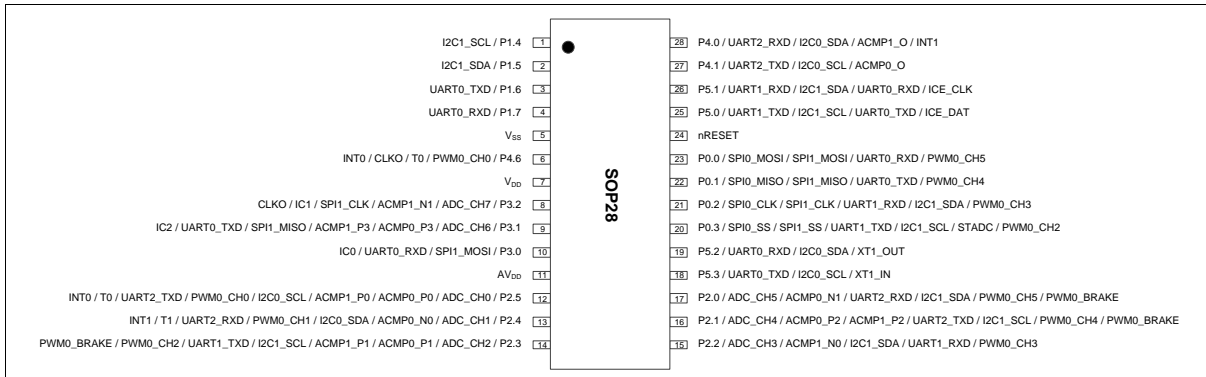 I2C1_SCL / P1.4 1
I2C1_SDA / P1.5 2
UART0_TXD / P1.6 3
UART0_RXD / P1.7 4
VSS 5
INT0 / CLKO / T0 / PWM0_CH0 / P4.6 6
VDD 7
CLKO / IC1 / SPI1_CLK / ACMP1_N1 / ADC_CH7 / P3.2 8
IC2 / UART0_TXD / SPI1_MISO / ACMP1_P3 / ACMP0_P3 / ADC_CH6 / P3.1 9
IC0 / UART0_RXD / SPI1_MOSI / P3.0 10
AVDD 11
INT0 / T0 / UART2_TXD / PWM0_CH0 / I2C0_SCL / ACMP1_P0 / ACMP0_P0 / ADC_CH0 / P2.5 12
INT1 / T1 / UART2_RXD / PWM0_CH1 / I2C0_SDA / ACMP0_N0 / ADC_CH1 / P2.4 13
PWM0_BRAKE / PWM0_CH2 / UART1_TXD / I2C1_SCL / ACMP1_P1 / ACMP0_P1 / ADC_CH2 / P2.3 14
SOP28
28 P4.0 / UART2_RXD / I2C0_SDA / ACMP1_O / INT1
27 P4.1 / UART2_TXD / I2C0_SCL / ACMP0_O
26 P5.1 / UART1_RXD / I2C1_SDA / UART0_RXD / ICE_CLK
25 P5.0 / UART1_TXD / I2C1_SCL / UART0_TXD / ICE_DAT
24 nRESET
23 P0.0 / SPI0_MOSI / SPI1_MOSI / UART0_RXD / PWM0_CH5
22 P0.1 / SPI0_MISO / SPI1_MISO / UART0_TXD / PWM0_CH4
21 P0.2 / SPI0_CLK / SPI1_CLK / UART1_RXD / I2C1_SDA / PWM0_CH3
20 P0.3 / SPI0_SS / SPI1_SS / UART1_TXD / I2C1_SCL / STADC / PWM0_CH2
19 P5.2 / UART0_RXD / I2C0_SDA / XT1_OUT
18 P5.3 / UART0_TXD / I2C0_SCL / XT1_IN
17 P2.0 / ADC_CH5 / ACMP0_N1 / UART2_RXD / I2C1_SDA / PWM0_CH5 / PWM0_BRAKE
16 P2.1 / ADC_CH4 / ACMP0_P2 / ACMP1_P2 / UART2_TXD / I2C1_SCL / PWM0_CH4 / PWM0_BRAKE
15 P2.2 / ADC_CH3 / ACMP1_N0 / I2C1_SDA / UART1_RXD / PWM0_CH3